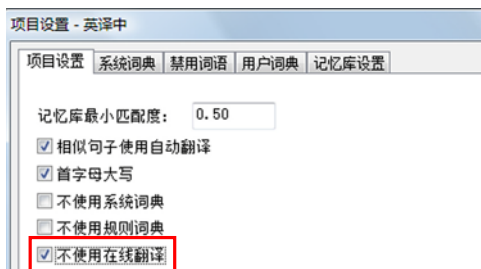 项目设置 - 英译中
项目设置 系统词典 禁用词语 用户词典 记忆库设置
记忆库最小匹配度： 0.50
相似句子使用自动翻译
首字母大写
不使用系统词典
不使用规则词典
不使用在线翻译